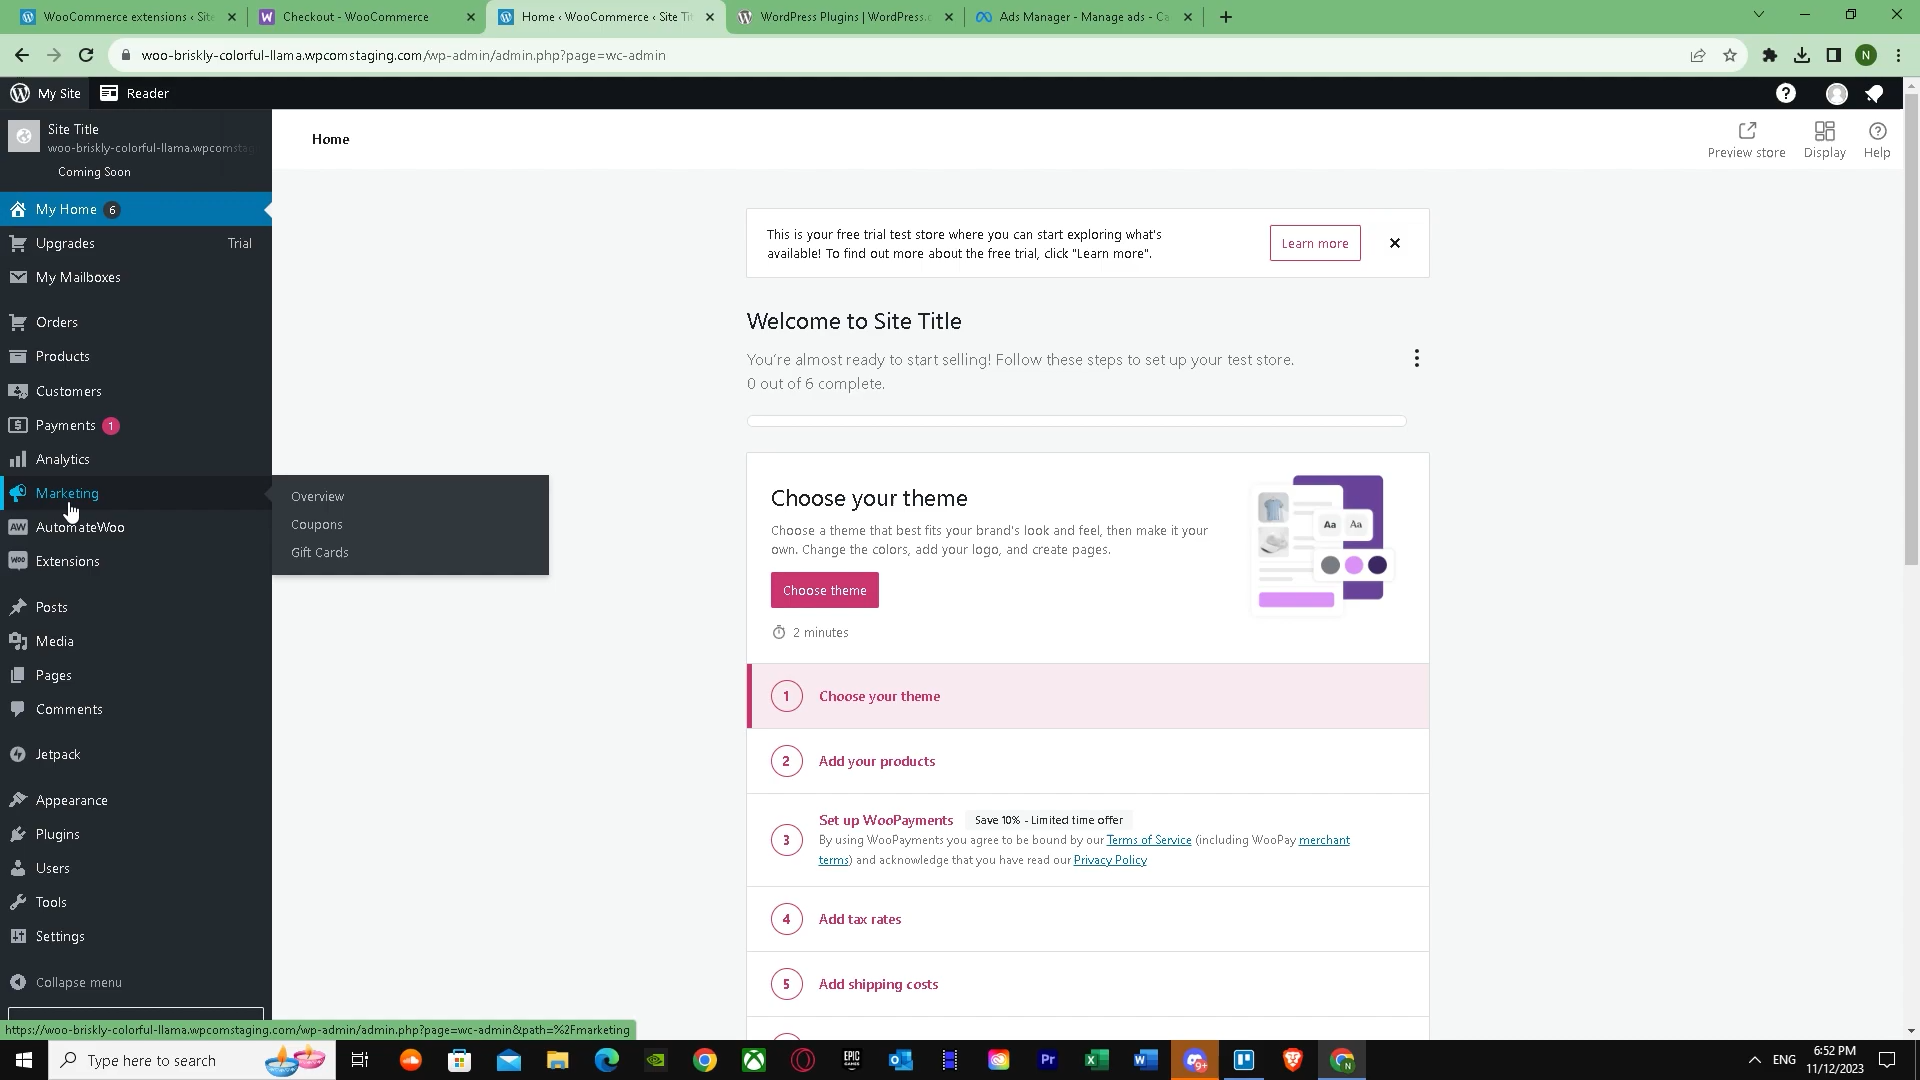 WooCommerce extensions ‹ Site
Checkout - WooCommerce
Home ‹ WooCommerce ‹ Site Tit
WordPress Plugins | WordPress.c
Ads Manager - Manage ads - Ca
woo-briskly-colorful-llama.wpcomstaging.com/wp-admin/admin.php?page=wc-admin
N
My Site
Reader
Site Title
woo-briskly-colorful-llama.wpcomstag
Coming Soon
Home
Preview store
Display
Help
My Home 6
Upgrades Trial
My Mailboxes
Orders
Products
Customers
Payments 1
Analytics
Marketing
AutomateWoo
Extensions
Posts
Media
Pages
Comments
Jetpack
Appearance
Plugins
Users
Tools
Settings
Collapse menu
Overview
Coupons
Gift Cards
This is your free trial test store where you can start exploring what's
available! To find out more about the free trial, click "Learn more".
Learn more
Welcome to Site Title
You're almost ready to start selling! Follow these steps to set up your test store.
0 out of 6 complete.
Choose your theme
Choose a theme that best fits your brand's look and feel, then make it your
own. Change the colors, add your logo, and create pages.
Aa Aa
Choose theme
2 minutes
1 Choose your theme
2 Add your products
3 Set up WooPayments Save 10% - Limited time offer
By using WooPayments you agree to be bound by our Terms of Service (including WooPay merchant
terms) and acknowledge that you have read our Privacy Policy
4 Add tax rates
5 Add shipping costs
https://woo-briskly-colorful-llama.wpcomstaging.com/wp-admin/admin.php?page=wc-admin&path=%2Fmarketing
Type here to search
ENG
6:52 PM
11/12/2023